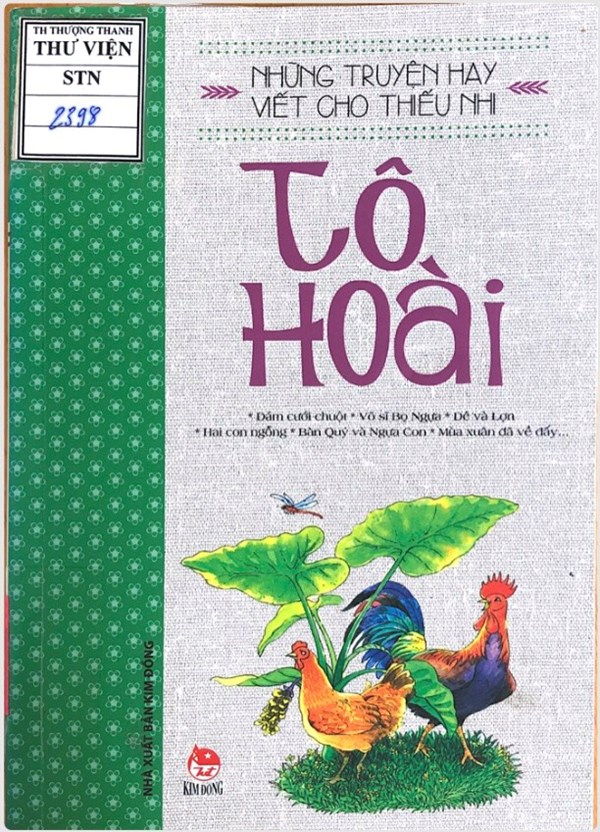 TH THƯỢNG THANH
THƯ VIỆN
STN
2398
NHỮNG TRUYỆN HAY
VIẾT CHO THIẾU NHI
TÔ
HOÀI
* Đám cưới chuột * Võ sĩ Bọ Ngựa * Dê và Lợn
* Hai con ngỗng * Bàn Quý và Ngựa Con * Mùa xuân đã về đấy...
NHÀ XUẤT BẢN KIM ĐỒNG
KIM ĐỒNG